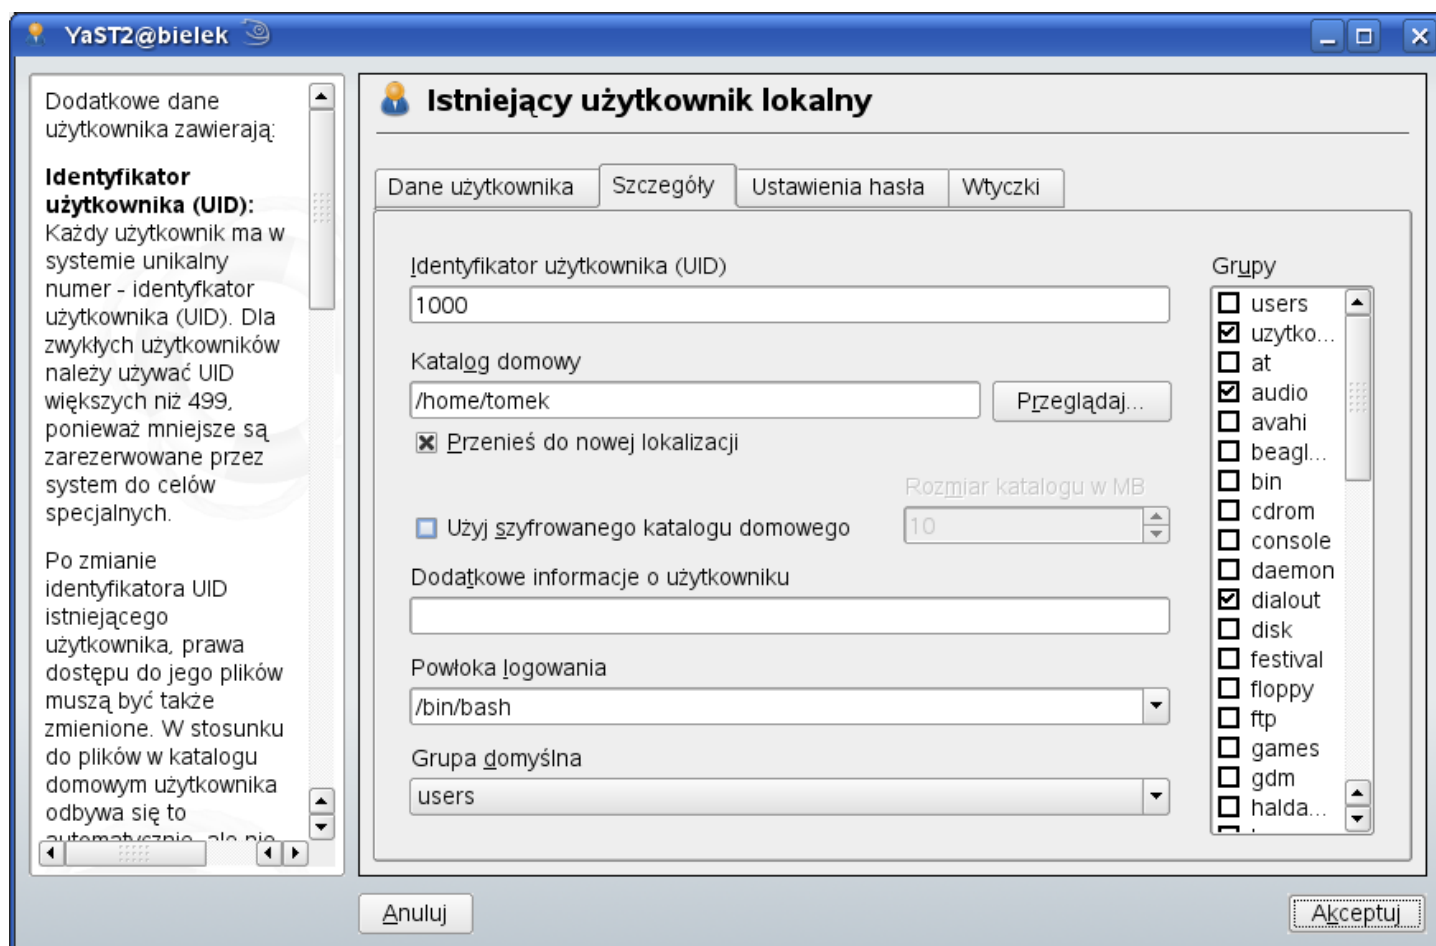 YaST2@bielek
Dodatkowe dane
użytkownika zawierają:
Identyfikator
użytkownika (UID):
Każdy użytkownik ma w
systemie unikalny
numer - identyfkator
użytkownika (UID). Dla
zwykłych użytkowników
należy używać UID
większych niż 499,
ponieważ mniejsze są
zarezerwowane przez
system do celów
specjalnych.
Po zmianie
identyfikatora UID
istniejącego
użytkownika, prawa
dostępu do jego plików
muszą być także
zmienione. W stosunku
do plików w katalogu
domowym użytkownika
odbywa się to
automatycznie, ale nie
Istniejący użytkownik lokalny
Dane użytkownika
Szczegóły
Ustawienia hasła
Wtyczki
Identyfikator użytkownika (UID)
1000
Katalog domowy
/home/tomek
Przeglądaj...
Przenieś do nowej lokalizacji
Rozmiar katalogu w MB
Użyj szyfrowanego katalogu domowego
10
Dodatkowe informacje o użytkowniku
Powłoka logowania
/bin/bash
Grupa domyślna
users
Grupy
users
uzytko...
at
audio
avahi
beagl...
bin
cdrom
console
daemon
dialout
disk
festival
floppy
ftp
games
gdm
halda...
Anuluj
Akceptuj